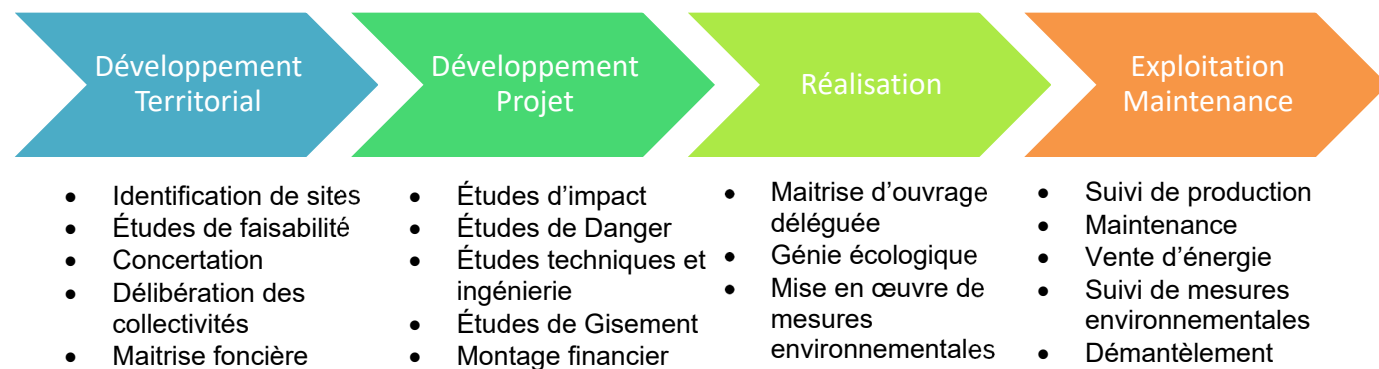 Développement
Territorial
Développement
Projet
Réalisation
Exploitation
Maintenance
• Identification de sites
• Études de faisabilité
• Concertation
• Délibération des
collectivités
• Maitrise foncière
• Études d’impact
• Études de Danger
• Études techniques et
ingénierie
• Études de Gisement
• Montage financier
• Maitrise d’ouvrage
déléguée
• Génie écologique
• Mise en œuvre de
mesures
environnementales
• Suivi de production
• Maintenance
• Vente d’énergie
• Suivi de mesures
environnementales
• Démantèlement